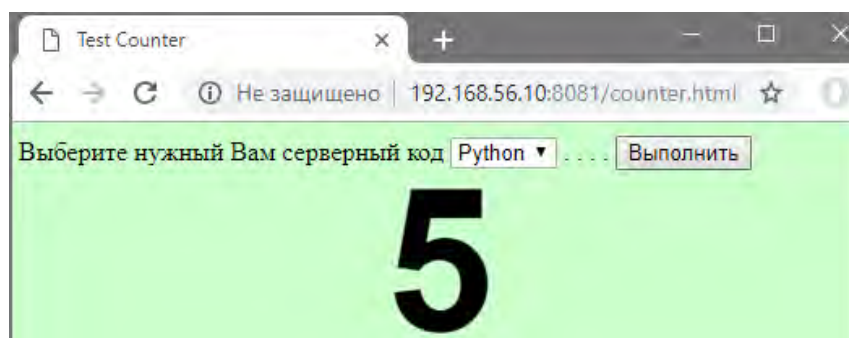 Test Counter
Не защищено 192.168.56.10:8081/counter.html
Выберите нужный Вам серверный код Python . . . . Выполнить
5